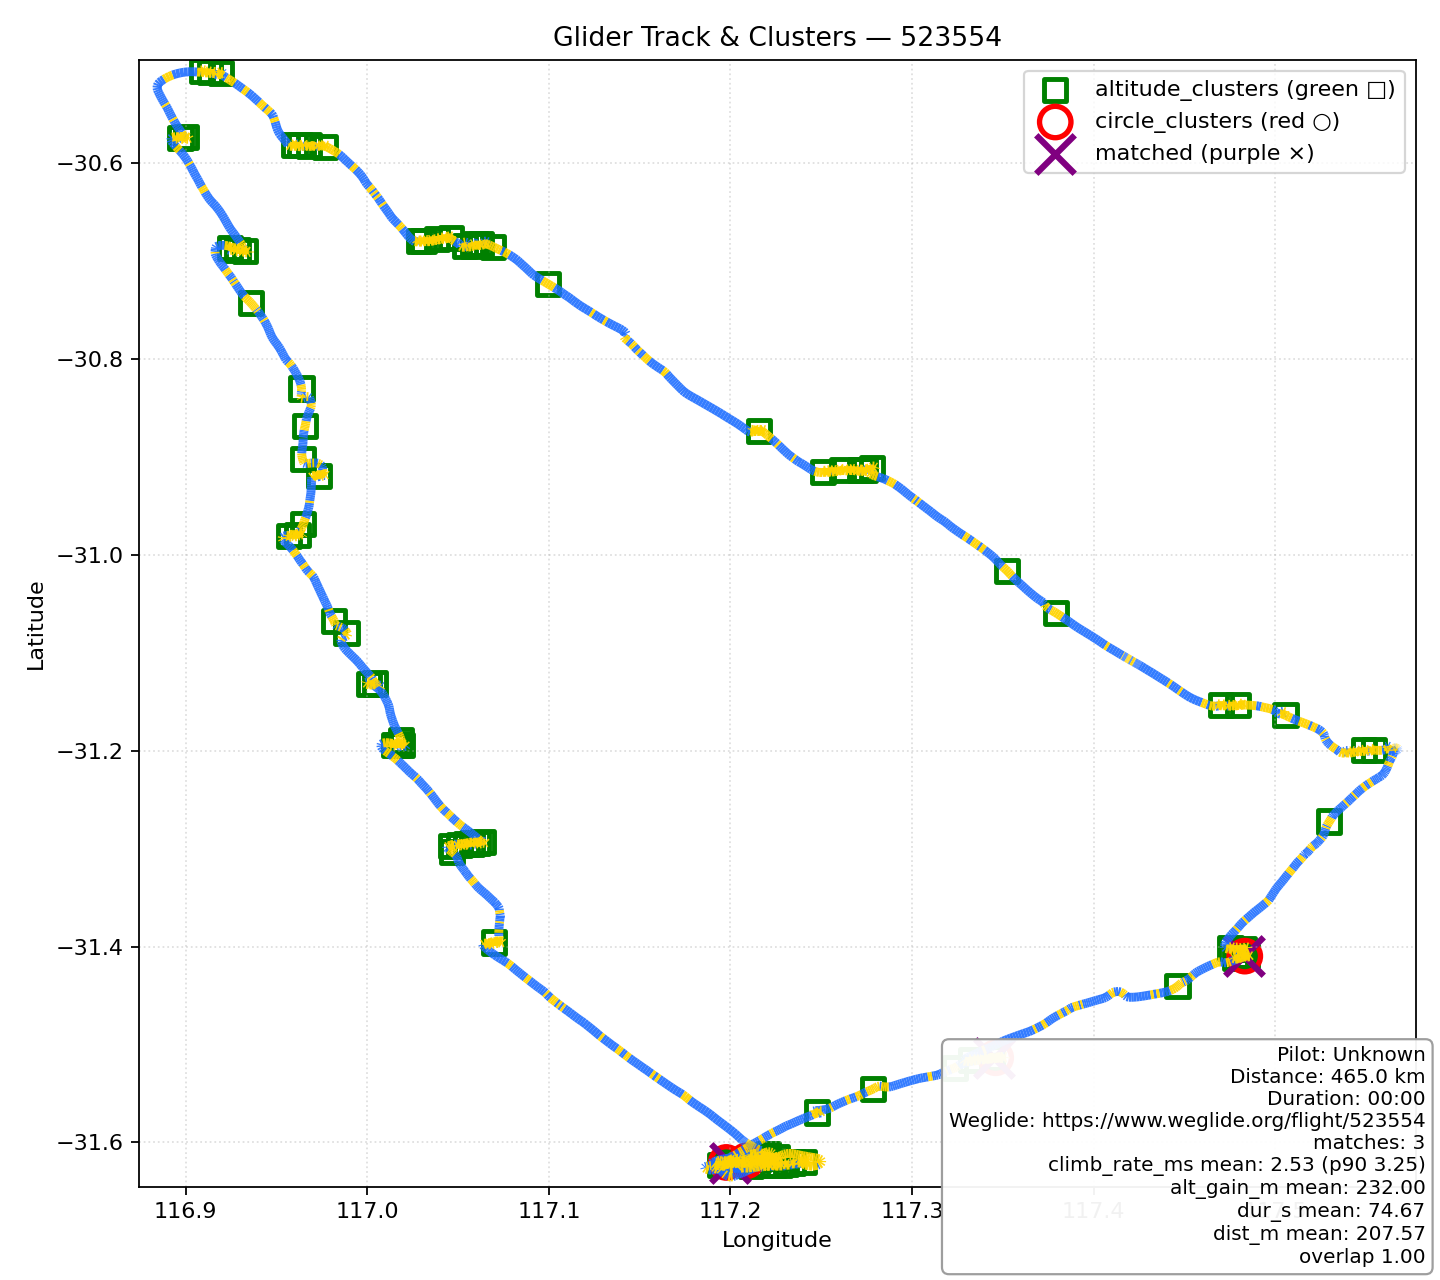 Glider Track & Clusters — 523554
altitude_clusters (green □)
circle_clusters (red ○)
matched (purple ×)
−30.6
−30.8
−31.0
−31.2
−31.4
−31.6
Latitude
116.9
117.0
117.1
117.2
117.3
117.4
Longitude
Pilot: Unknown
Distance: 465.0 km
Duration: 00:00
Weglide: https://www.weglide.org/flight/523554
matches: 3
climb_rate_ms mean: 2.53 (p90 3.25)
alt_gain_m mean: 232.00
dur_s mean: 74.67
dist_m mean: 207.57
overlap 1.00